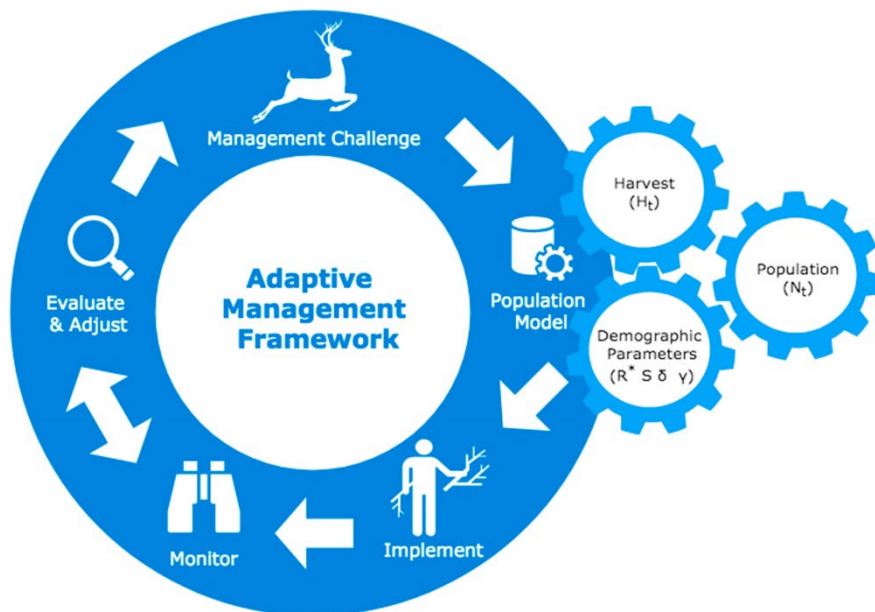 Management Challenge
Harvest
(Hₜ)
Population
(Nₜ)
Population
Model
Demographic
Parameters
(R* S δ γ)
Implement
Monitor
Evaluate
& Adjust
Adaptive
Management
Framework